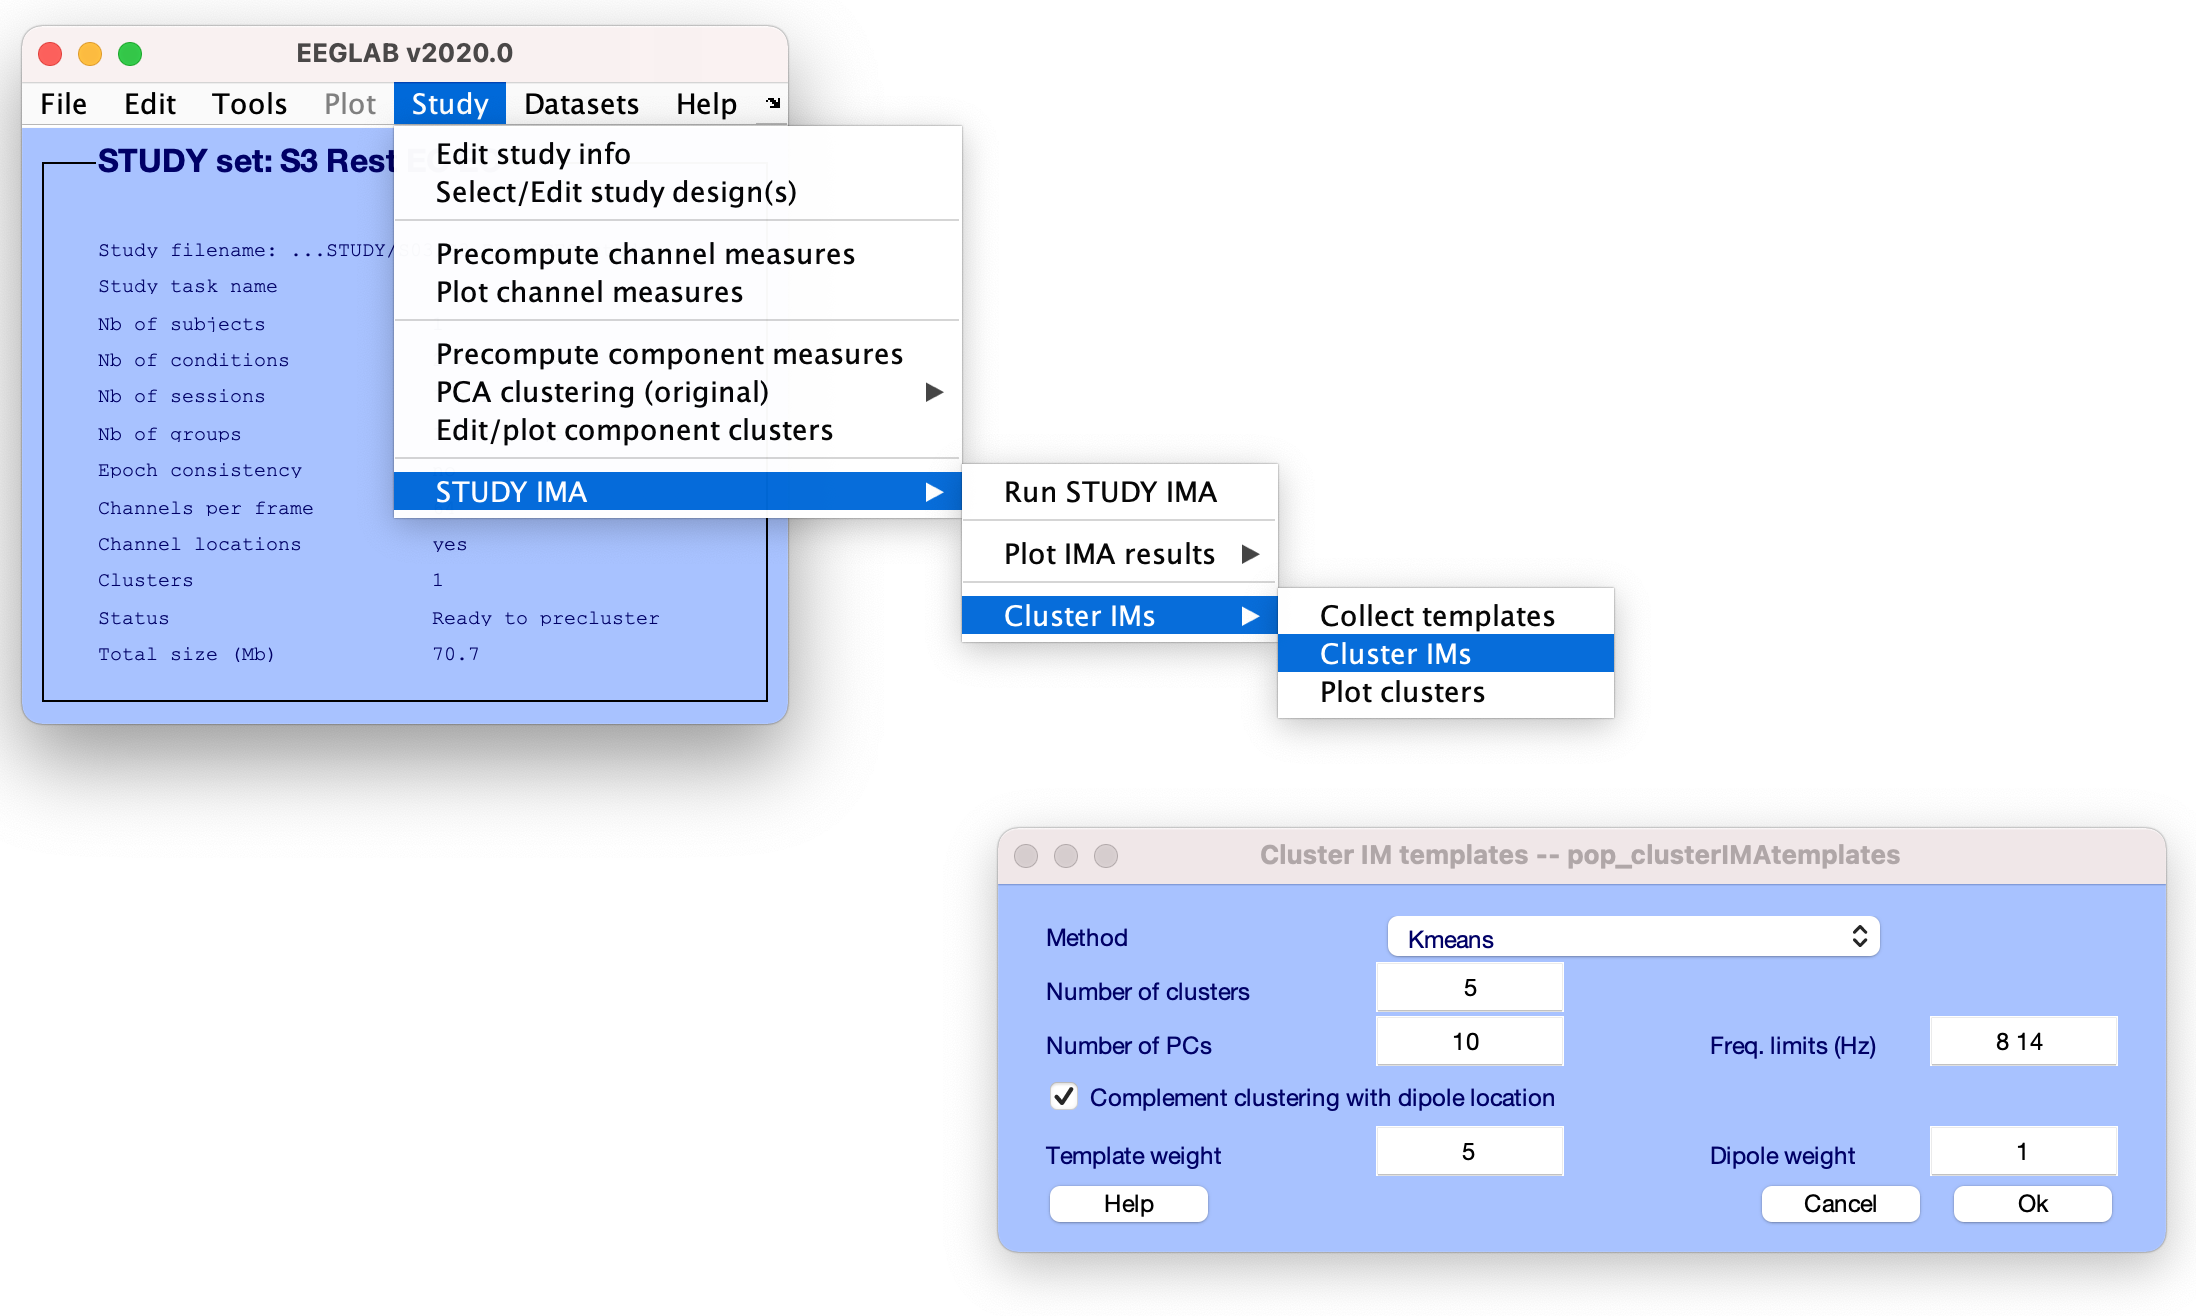 EEGLAB v2020.0
File Edit Tools Plot Study Datasets Help
STUDY set: S3 Rest
Study filename: ...STUDY/
Study task name
Nb of subjects
Nb of conditions
Nb of sessions
Nb of groups
Epoch consistency
Channels per frame
Channel locations yes
Clusters 1
Status Ready to precluster
Total size (Mb) 70.7
Edit study info
Select/Edit study design(s)
Precompute channel measures
Plot channel measures
Precompute component measures
PCA clustering (original)
Edit/plot component clusters
STUDY IMA
Run STUDY IMA
Plot IMA results
Cluster IMs
Collect templates
Cluster IMs
Plot clusters
Cluster IM templates -- pop_clusterIMAtemplates
Method Kmeans
Number of clusters 5
Number of PCs 10 Freq. limits (Hz) 8 14
Complement clustering with dipole location
Template weight 5 Dipole weight 1
Help Cancel Ok